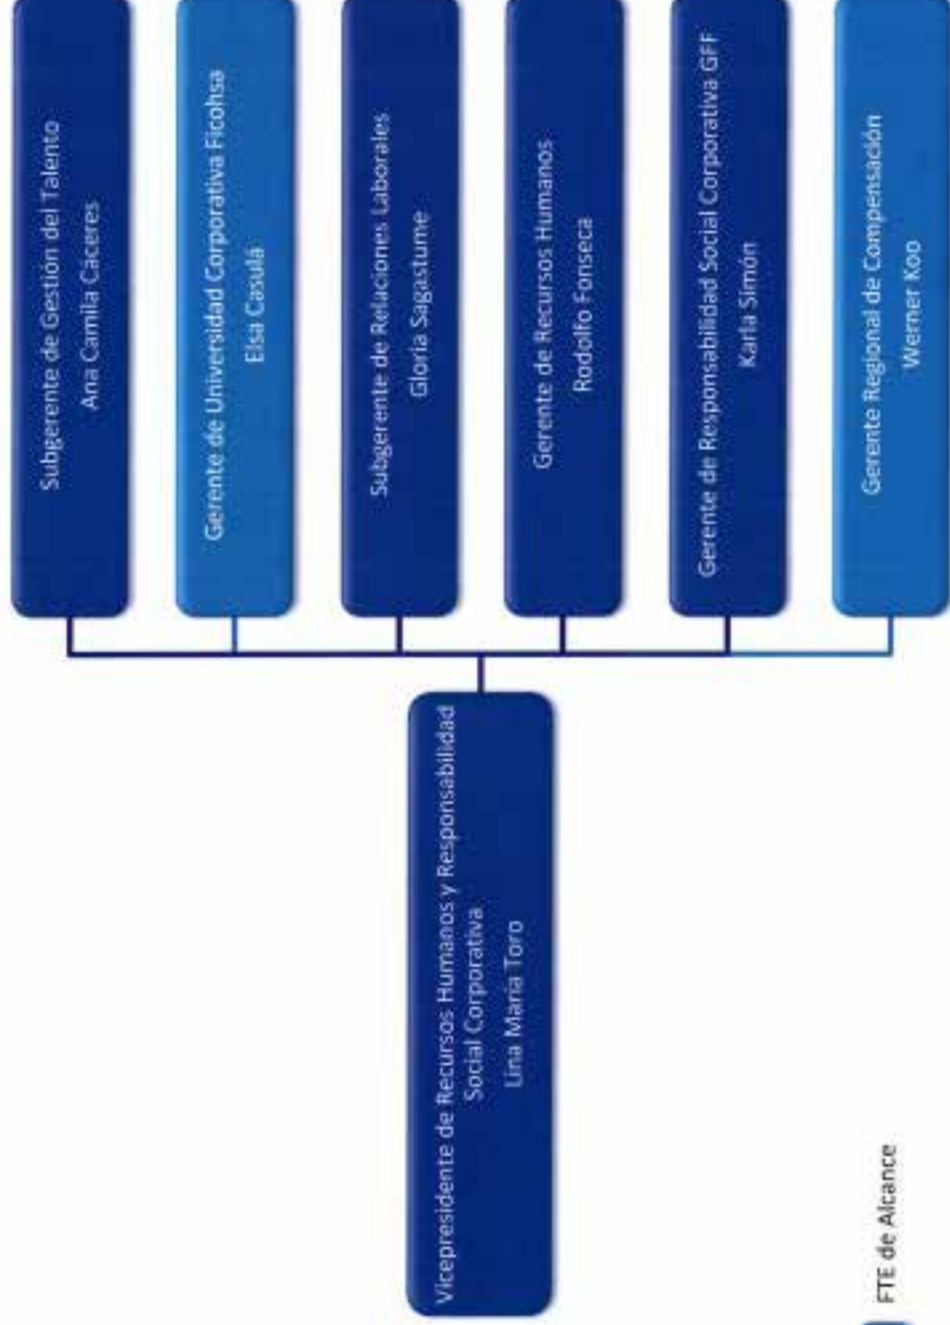 Vicepresidente de Recursos Humanos y Responsabilidad
Social Corporativa
Lina María Toro
Subgerente de Gestión del Talento
Ana Camila Caceres
Gerente de Universidad Corporativa Ficohsa
Elsa Casulá
Subgerente de Relaciones Laborales
Gloria Sagastume
Gerente de Recursos Humanos
Rodolfo Fonseca
Gerente de Responsabilidad Social Corporativa GFF
Karla Simón
Gerente Regional de Compensación
Werner Koo
FTE de Alcance